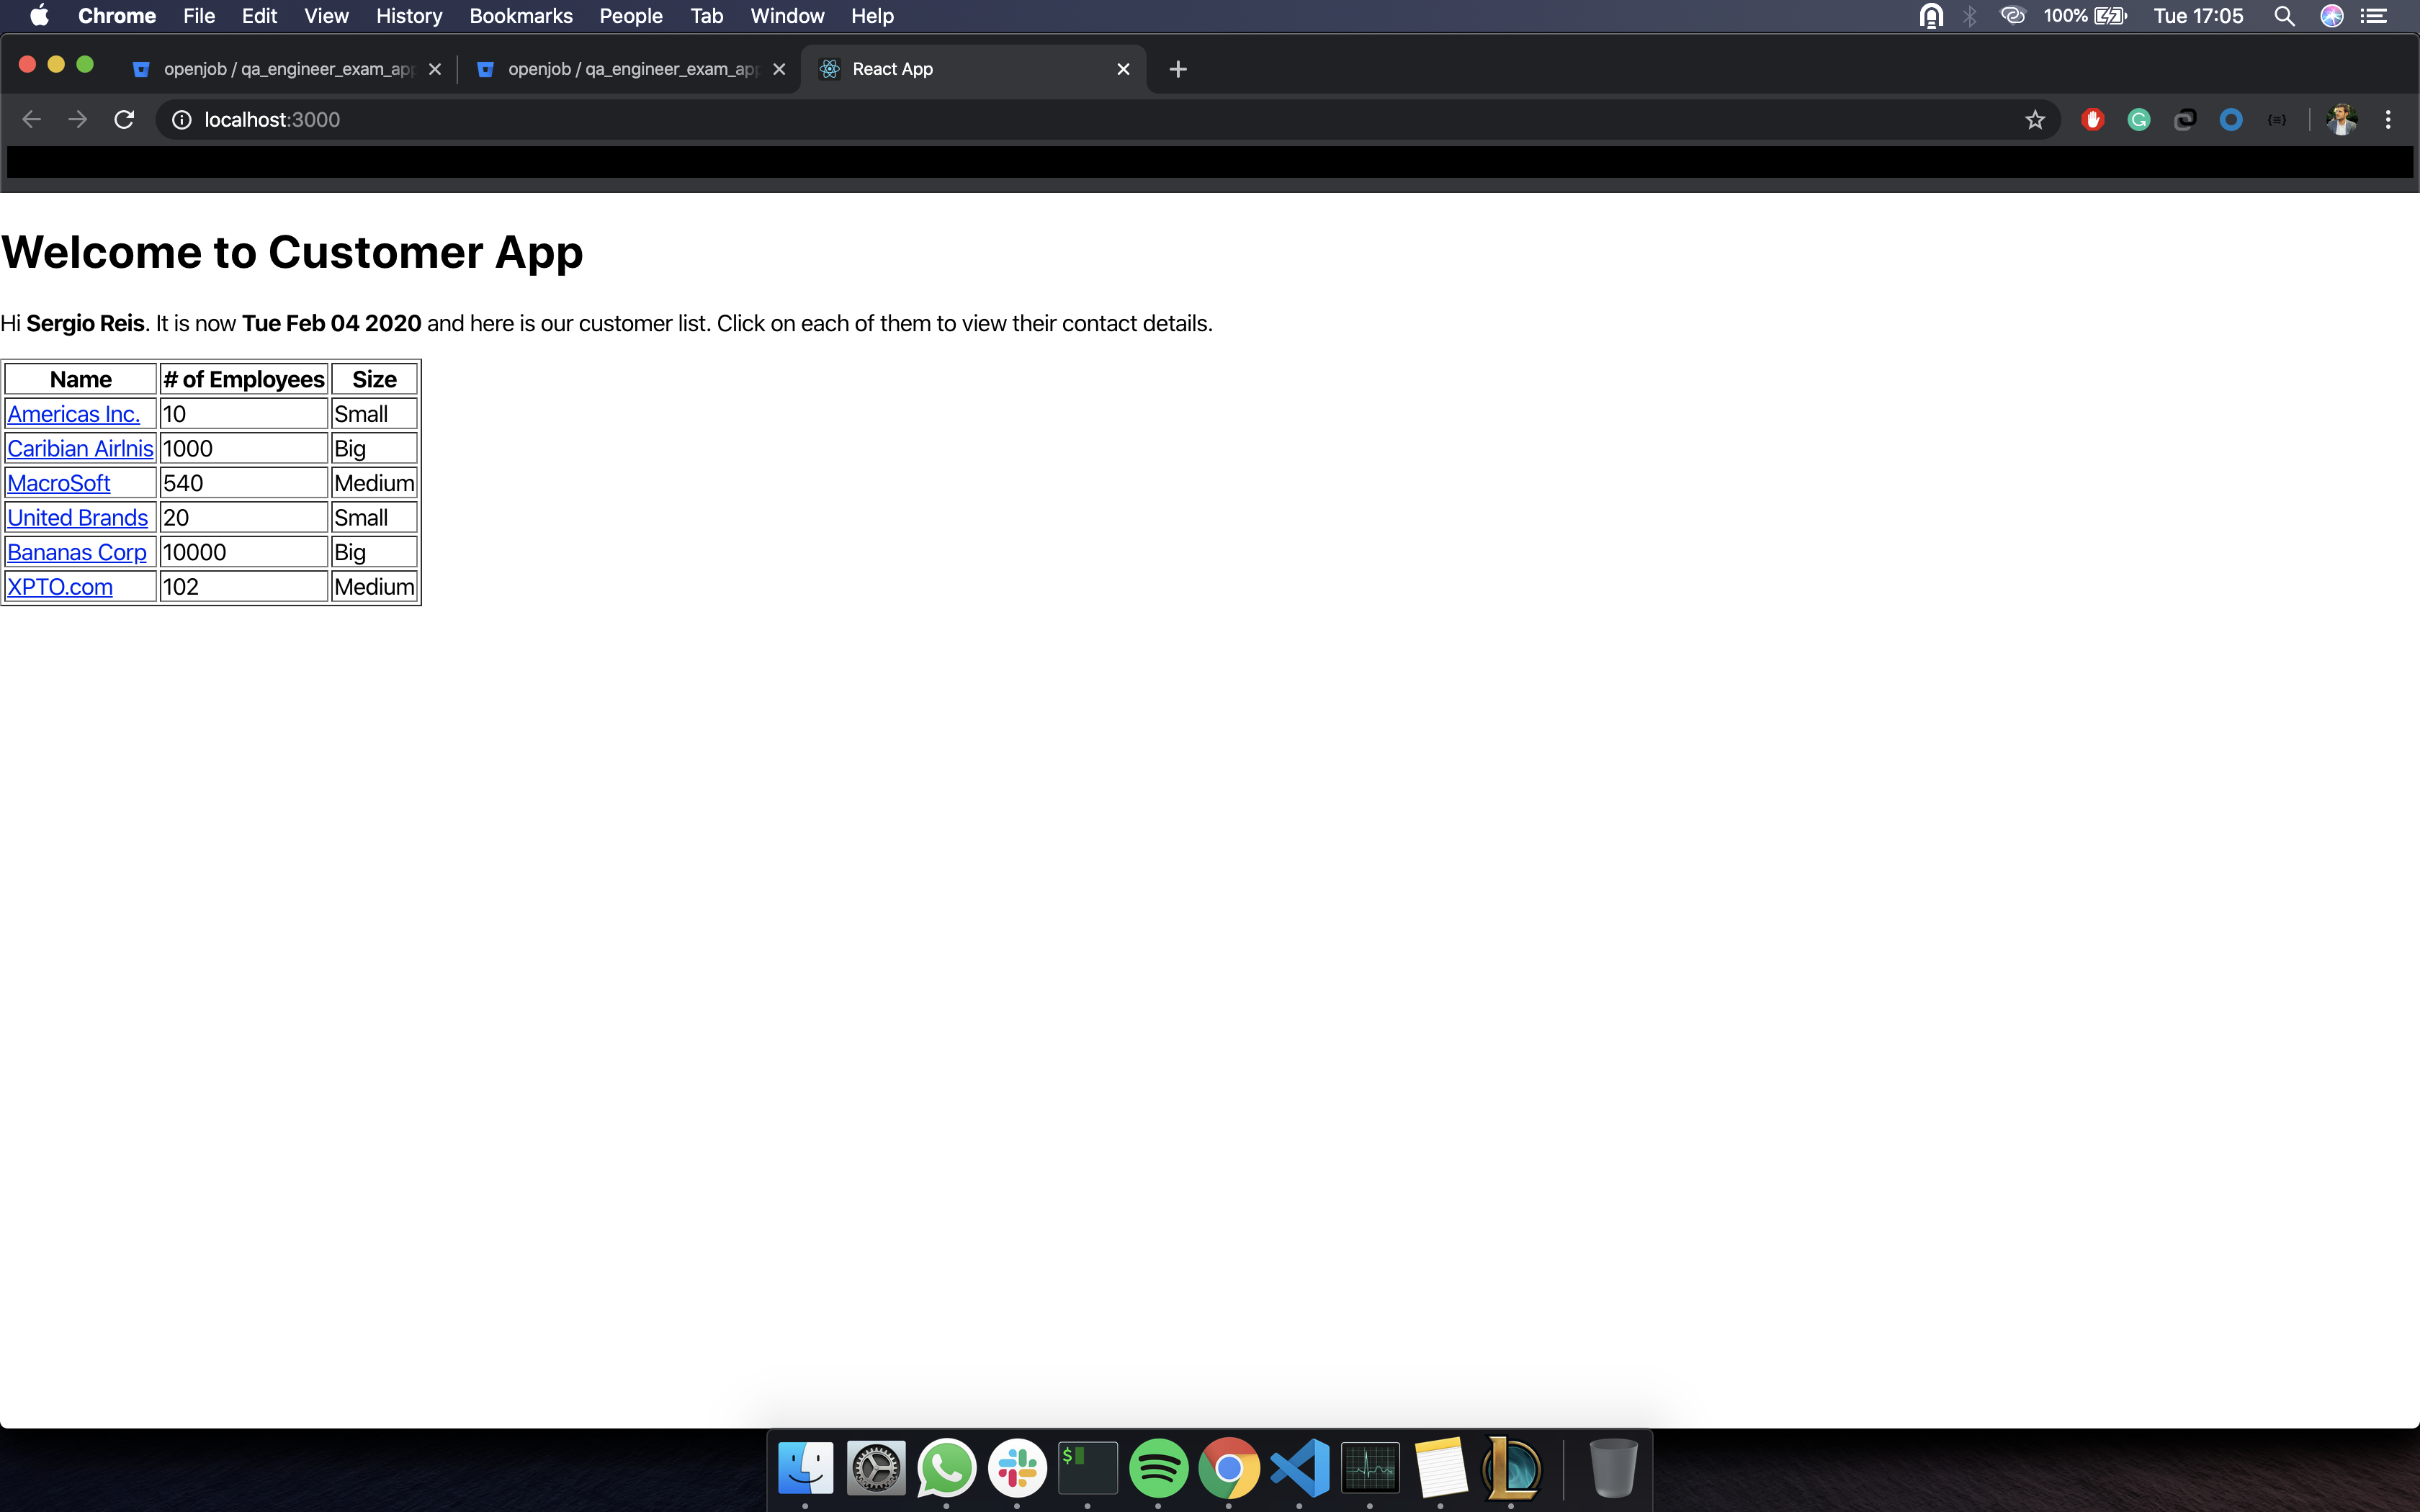 Chrome File Edit View History Bookmarks People Tab Window Help 100% Tue 17:05
openjob / qa_engineer_exam_app openjob / qa_engineer_exam_app React App
localhost:3000
Welcome to Customer App
Hi Sergio Reis. It is now Tue Feb 04 2020 and here is our customer list. Click on each of them to view their contact details.
Name # of Employees Size
Americas Inc. 10 Small
Caribian Airlnis 1000 Big
MacroSoft 540 Medium
United Brands 20 Small
Bananas Corp 10000 Big
XPTO.com 102 Medium